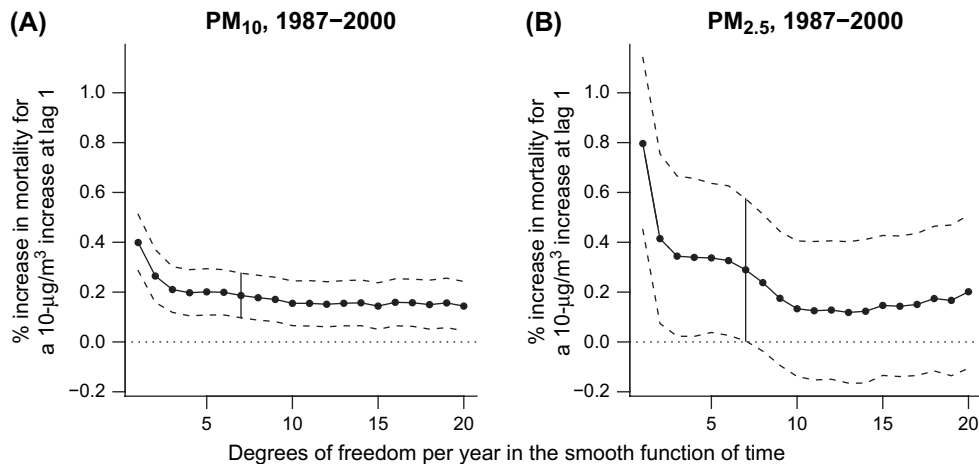 (A) PM10, 1987−2000
% increase in mortality for
a 10-μg/m³ increase at lag 1
1.0
0.8
0.6
0.4
0.2
0.0
−0.2
5 10 15 20
(B) PM2.5, 1987−2000
% increase in mortality for
a 10-μg/m³ increase at lag 1
1.0
0.8
0.6
0.4
0.2
0.0
−0.2
5 10 15 20
Degrees of freedom per year in the smooth function of time